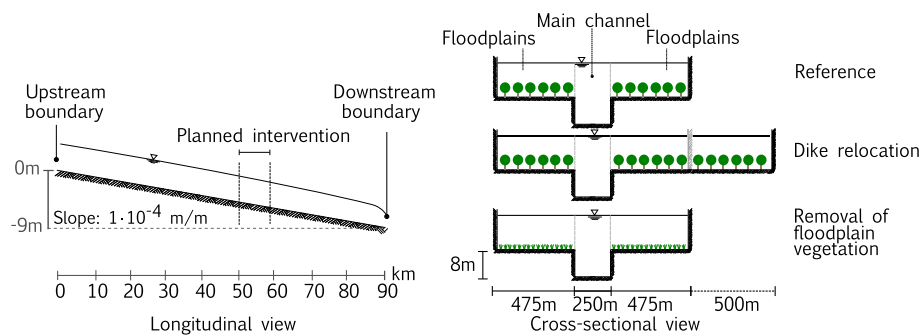 Upstream
boundary
Downstream
boundary
Planned intervention
0m
Slope: 1·10⁻⁴ m/m
-9m
km
0 10 20 30 40 50 60 70 80 90
Longitudinal view
Main channel
Floodplains Floodplains
Reference
Dike relocation
Removal of
floodplain
vegetation
8m
475m 250m 475m 500m
Cross-sectional view